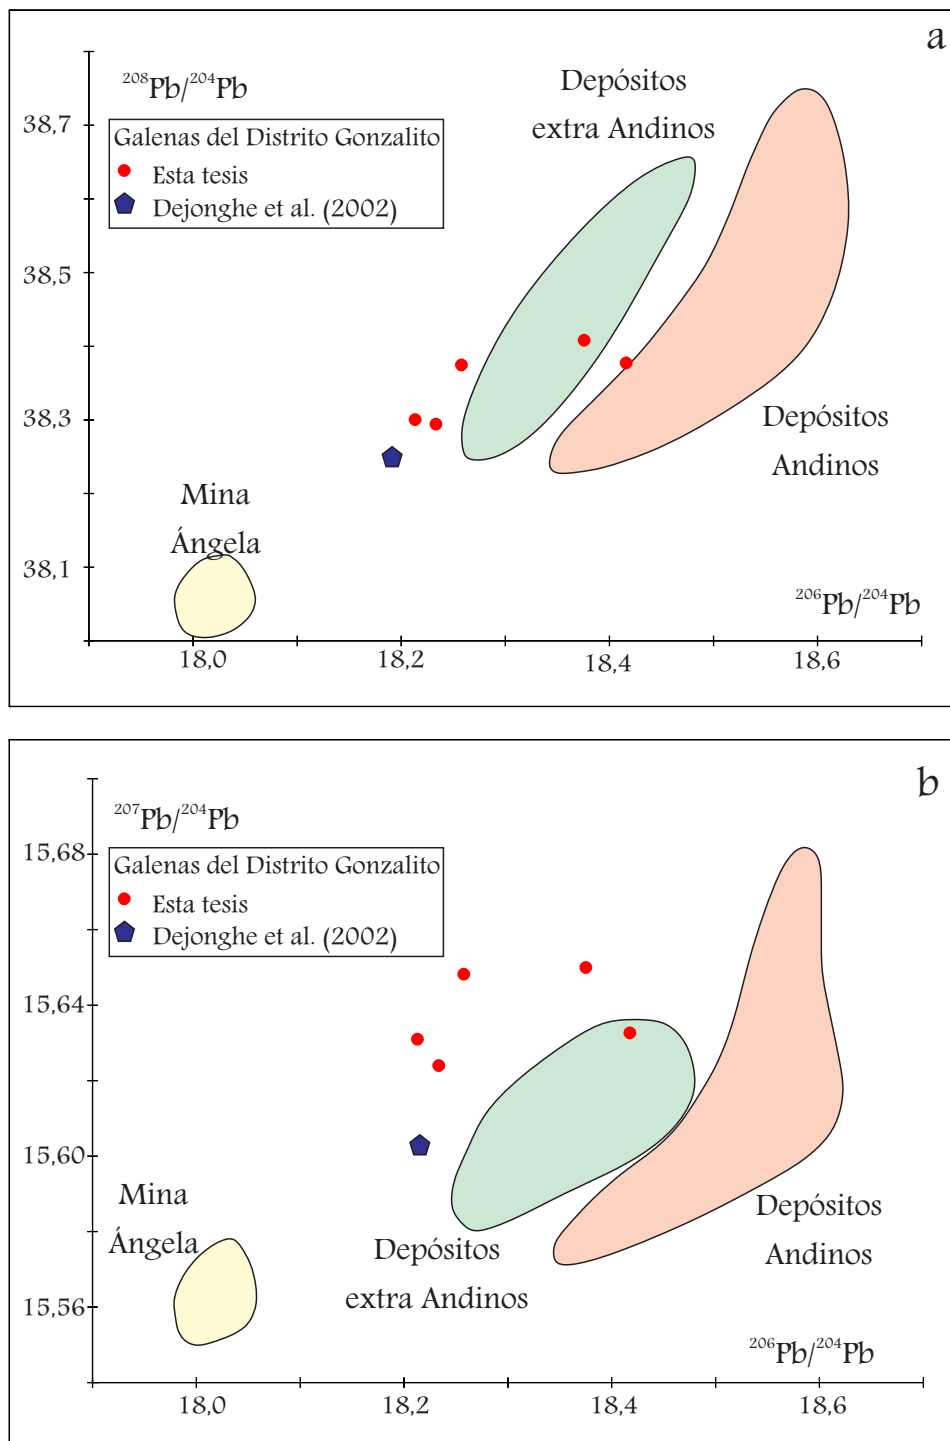 a
²⁰⁸Pb/²⁰⁴Pb
Galenas del Distrito Gonzalito
Esta tesis
Dejonghe et al. (2002)
Depósitos
extra Andinos
Depósitos
Andinos
Mina
Ángela
38,7
38,5
38,3
38,1
²⁰⁶Pb/²⁰⁴Pb
18,0
18,2
18,4
18,6
b
²⁰⁷Pb/²⁰⁴Pb
Galenas del Distrito Gonzalito
Esta tesis
Dejonghe et al. (2002)
15,68
15,64
15,60
15,56
Mina
Ángela
Depósitos
extra Andinos
Depósitos
Andinos
²⁰⁶Pb/²⁰⁴Pb
18,0
18,2
18,4
18,6